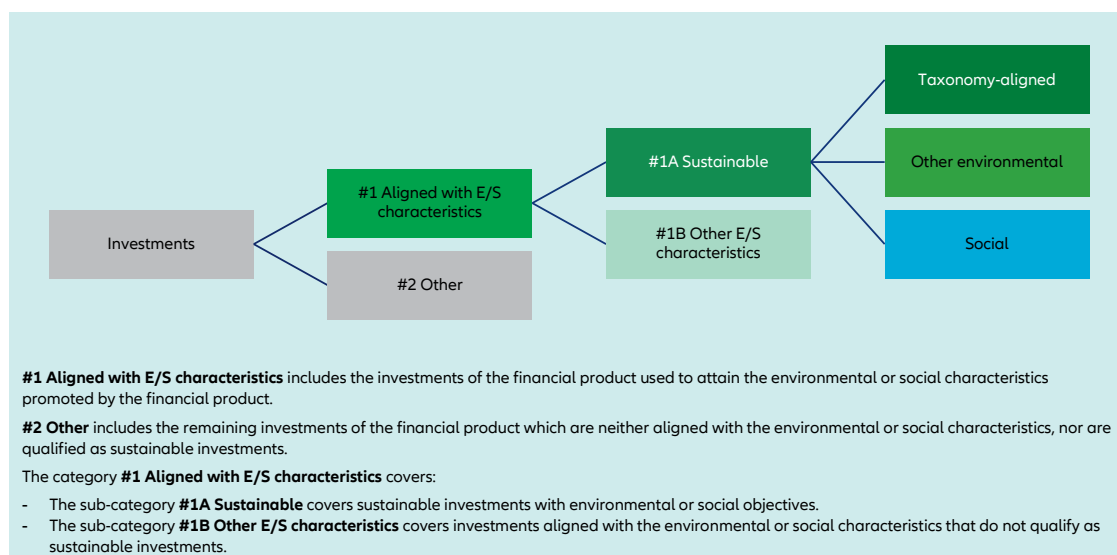 Taxonomy-aligned
#1A Sustainable
Other environmental
#1 Aligned with E/S
characteristics
Investments
#1B Other E/S
characteristics
Social
#2 Other
#1 Aligned with E/S characteristics includes the investments of the financial product used to attain the environmental or social characteristics
promoted by the financial product.
#2 Other includes the remaining investments of the financial product which are neither aligned with the environmental or social characteristics, nor are
qualified as sustainable investments.
The category #1 Aligned with E/S characteristics covers:
- The sub-category #1A Sustainable covers sustainable investments with environmental or social objectives.
- The sub-category #1B Other E/S characteristics covers investments aligned with the environmental or social characteristics that do not qualify as
sustainable investments.